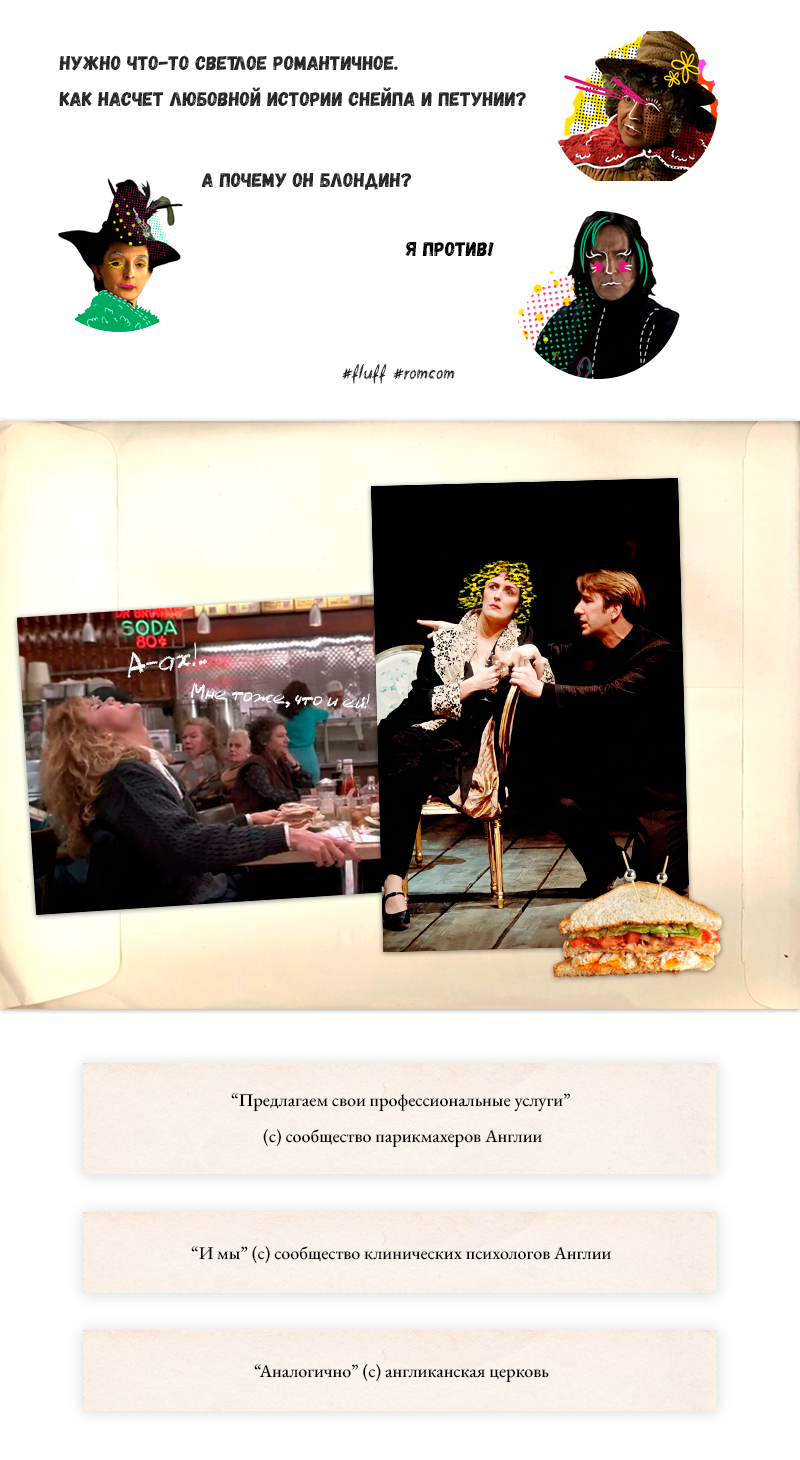 НУЖНО ЧТО-ТО СВЕТЛОЕ РОМАНТИЧНОЕ.
КАК НАСЧЕТ ЛЮБОВНОЙ ИСТОРИИ СНЕЙПА И ПЕТУНИИ?
А ПОЧЕМУ ОН БЛОНДИН?
Я ПРОТИВ!
#fluff #romcom
SODA
80¢
А-ах!..
Мне тоже, что и ей!
“Предлагаем свои профессиональные услуги”
(с) сообщество парикмахеров Англии
“И мы” (с) сообщество клинических психологов Англии
“Аналогично” (с) англиканская церковь